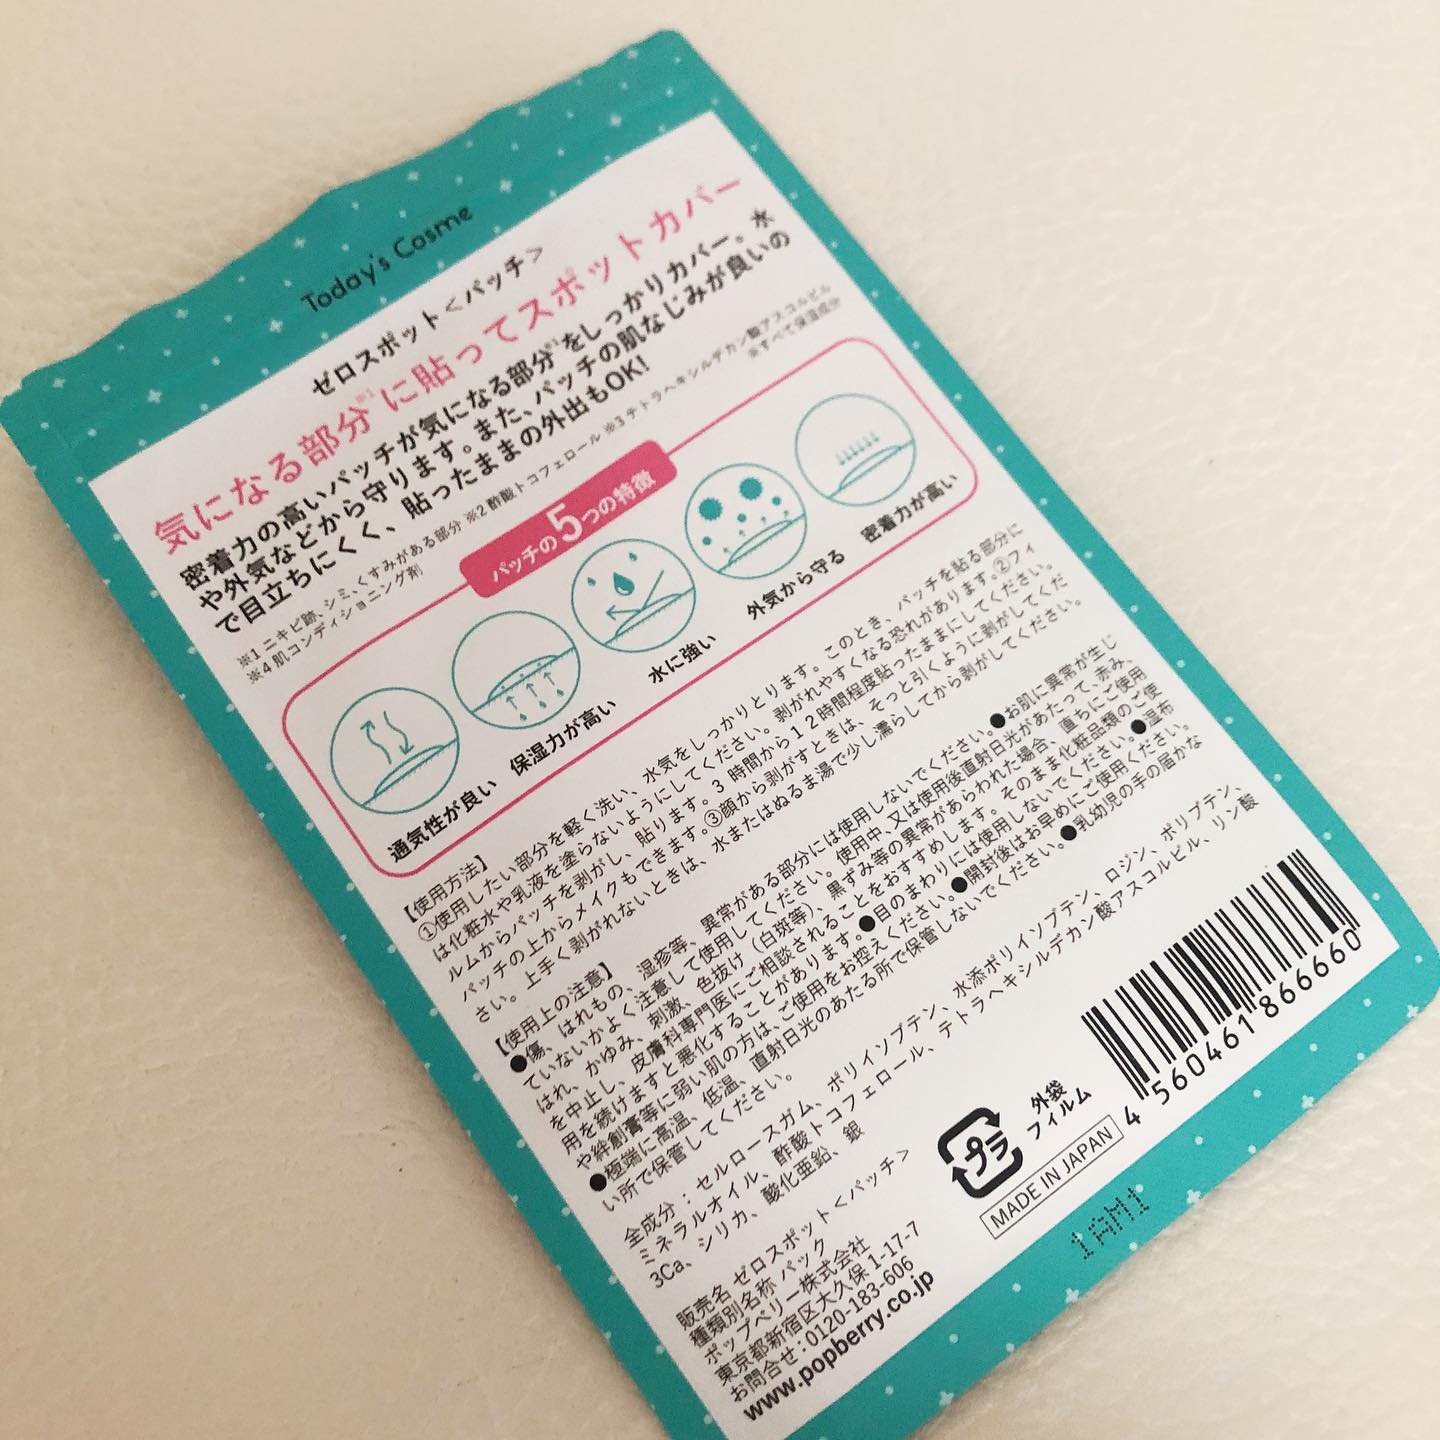 Today's Cosme
ゼロスポット<パッチ>
気になる部分※1に貼ってスポットカバー
密着力の高いパッチが気になる部分※1をしっかりカバー。水
や外気などから守ります。また、パッチの肌なじみが良いの
で目立ちにくく、貼ったままの外出もOK!
※1 ニキビ跡、シミ、くすみがある部分 ※2 酢酸トコフェロール ※3 テトラヘキシルデカン酸アスコルビル
※4 肌コンディショニング剤 ※すべて保湿成分
パッチの5つの特徴
通気性が良い
保湿力が高い
水に強い
外気から守る
密着力が高い
【使用方法】
①使用したい部分を軽く洗い、水気をしっかりとります。このとき、パッチを貼る部分に
は化粧水や乳液を塗らないようにしてください。剥がれやすくなる恐れがあります。②フィ
ルムからパッチを剥がし、貼ります。3時間から12時間程度貼ったままにしてください。
パッチの上からメイクもできます。③顔から剥がすときは、そっと引くように剥がしてくだ
さい。上手く剥がれないときは、水またはぬるま湯で少し濡らしてから剥がしてください。
【使用上の注意】
●傷、はれもの、湿疹等、異常がある部分には使用しないでください。●お肌に異常が生じ
ていないかよく注意して使用してください。使用中、又は使用後直射日光があたって、赤み、
はれ、かゆみ、刺激、色抜け(白斑等)、黒ずみ等の異常があらわれた場合、直ちにご使用
を中止し、皮膚科専門医にご相談されることをおすすめします。そのまま化粧品類のご使
用を続けますと悪化することがあります。●目のまわりには使用しないでください。●湿布
や絆創膏等に弱い肌の方は、ご使用をお控えください。●開封後はお早めにご使用ください。
●極端に高温、低温、直射日光のあたる所で保管しないでください。●乳幼児の手の届かな
い所で保管してください。
全成分:セルロースガム、ポリイソブテン、水添ポリイソブテン、ロジン、ポリブテン、
ミネラルオイル、酢酸トコフェロール、テトラヘキシルデカン酸アスコルビル、リン酸
3Ca、シリカ、酸化亜鉛、銀
販売名 ゼロスポット<パッチ>
種類別名称 パック
ポップベリー株式会社
東京都新宿区大久保 1-17-7
お問合せ:0120-183-606
www.popberry.co.jp
プラ
外袋
フィルム
MADE IN JAPAN
4 560461 866660
1AM1